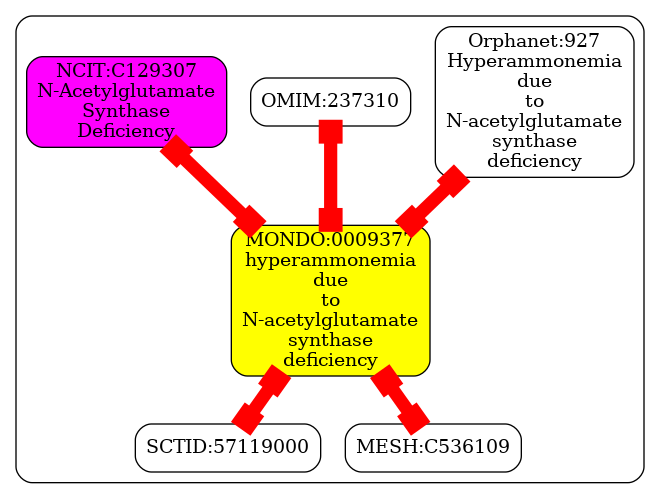 NCIT:C129307
N-Acetylglutamate
Synthase
Deficiency
OMIM:237310
Orphanet:927
Hyperammonemia
due
to
N-acetylglutamate
synthase
deficiency
MONDO:0009377
hyperammonemia
due
to
N-acetylglutamate
synthase
deficiency
SCTID:57119000
MESH:C536109